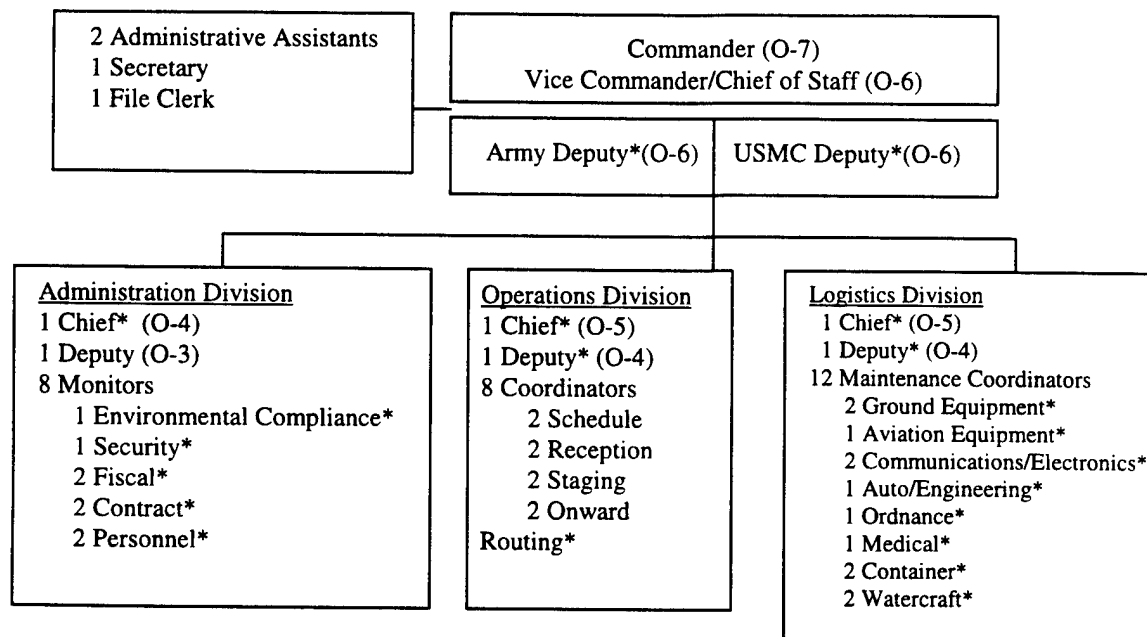 2 Administrative Assistants
1 Secretary
1 File Clerk
Commander (O-7)
Vice Commander/Chief of Staff (O-6)
Army Deputy*(O-6)
USMC Deputy*(O-6)
Administration Division
1 Chief* (O-4)
1 Deputy (O-3)
8 Monitors
1 Environmental Compliance*
1 Security*
2 Fiscal*
2 Contract*
2 Personnel*
Operations Division
1 Chief* (O-5)
1 Deputy* (O-4)
8 Coordinators
2 Schedule
2 Reception
2 Staging
2 Onward
Routing*
Logistics Division
1 Chief* (O-5)
1 Deputy* (O-4)
12 Maintenance Coordinators
2 Ground Equipment*
1 Aviation Equipment*
2 Communications/Electronics*
1 Auto/Engineering*
1 Ordnance*
1 Medical*
2 Container*
2 Watercraft*